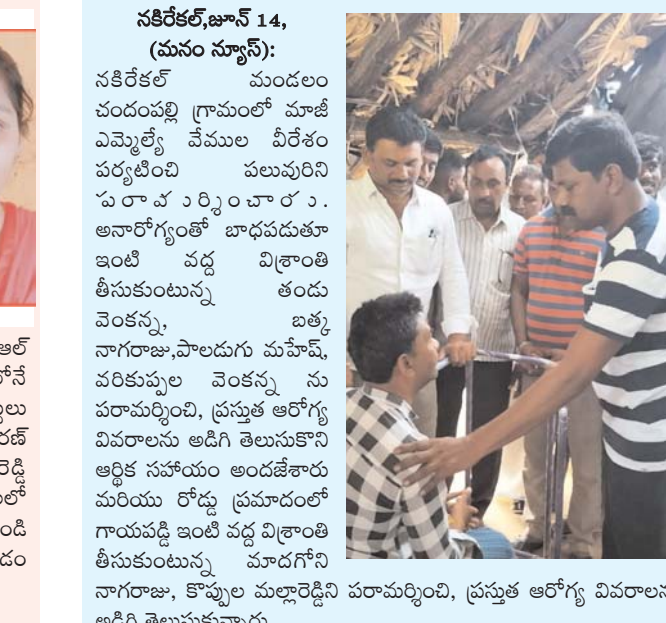 నకిరేకల్,జూన్ 14,
(మనం న్యూస్):
నకిరేకల్ మండలం
చందంపల్లి గ్రామంలో మాజీ
ఎమ్మెల్యే వేముల వీరేశం
పర్యటించి పలువురిని
పరామర్శించారు.
అనారోగ్యంతో బాధపడుతూ
ఇంటి వద్ద విశ్రాంతి
తీసుకుంటున్న తండు
వెంకన్న, బత్క
నాగరాజు,పాలడుగు మహేష్,
వరికుప్పల వెంకన్న ను
పరామర్శించి, ప్రస్తుత ఆరోగ్య
వివరాలను అడిగి తెలుసుకొని
ఆర్థిక సహాయం అందజేశారు
మరియు రోడ్డు ప్రమాదంలో
గాయపడ్డి ఇంటి వద్ద విశ్రాంతి
తీసుకుంటున్న మాదగోని
నాగరాజు, కొప్పుల మల్లారెడ్డిని పరామర్శించి, ప్రస్తుత ఆరోగ్య
అడిగి తెలుసుకున్నారు